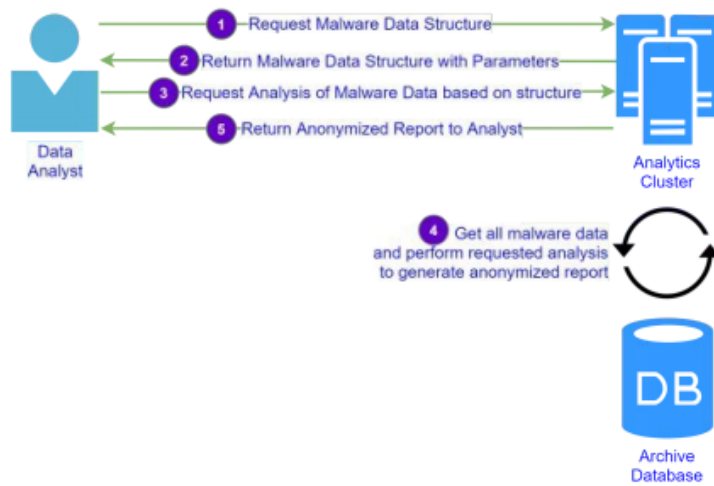 1 Request Malware Data Structure
2 Return Malware Data Structure with Parameters
3 Request Analysis of Malware Data based on structure
5 Return Anonymized Report to Analyst
Data
Analyst
Analytics
Cluster
4 Get all malware data
and perform requested analysis
to generate anonymized report
DB
Archive
Database